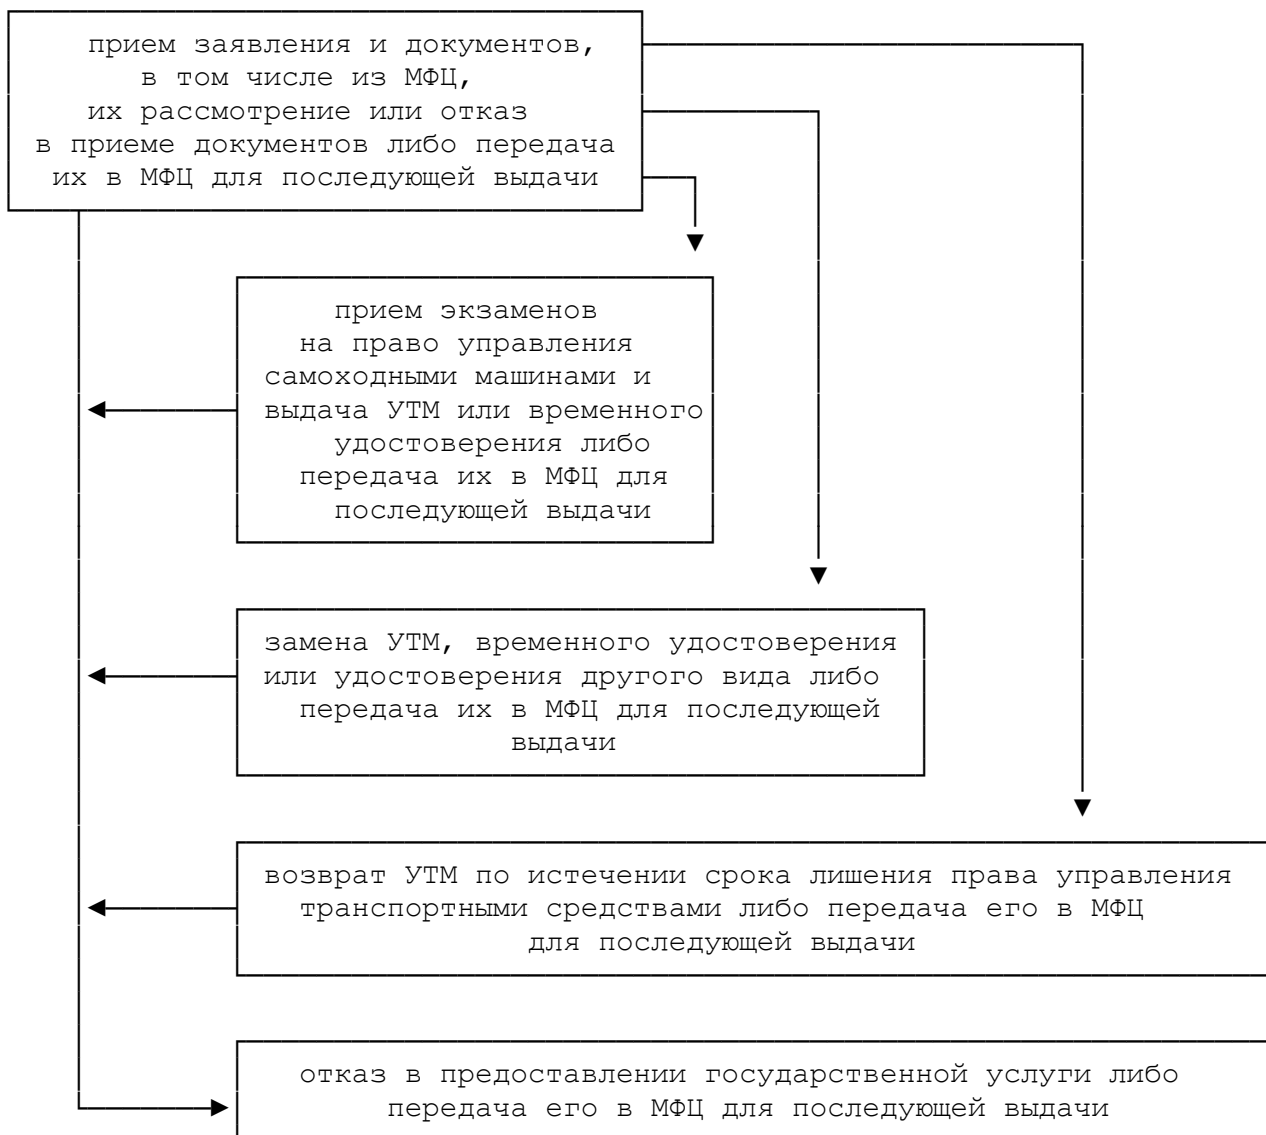 прием заявления и документов,
в том числе из МФЦ,
их рассмотрение или отказ
в приеме документов либо передача
их в МФЦ для последующей выдачи
прием экзаменов
на право управления
самоходными машинами и
выдача УТМ или временного
удостоверения либо
передача их в МФЦ для
последующей выдачи
замена УТМ, временного удостоверения
или удостоверения другого вида либо
передача их в МФЦ для последующей
выдачи
возврат УТМ по истечении срока лишения права управления
транспортными средствами либо передача его в МФЦ
для последующей выдачи
отказ в предоставлении государственной услуги либо
передача его в МФЦ для последующей выдачи